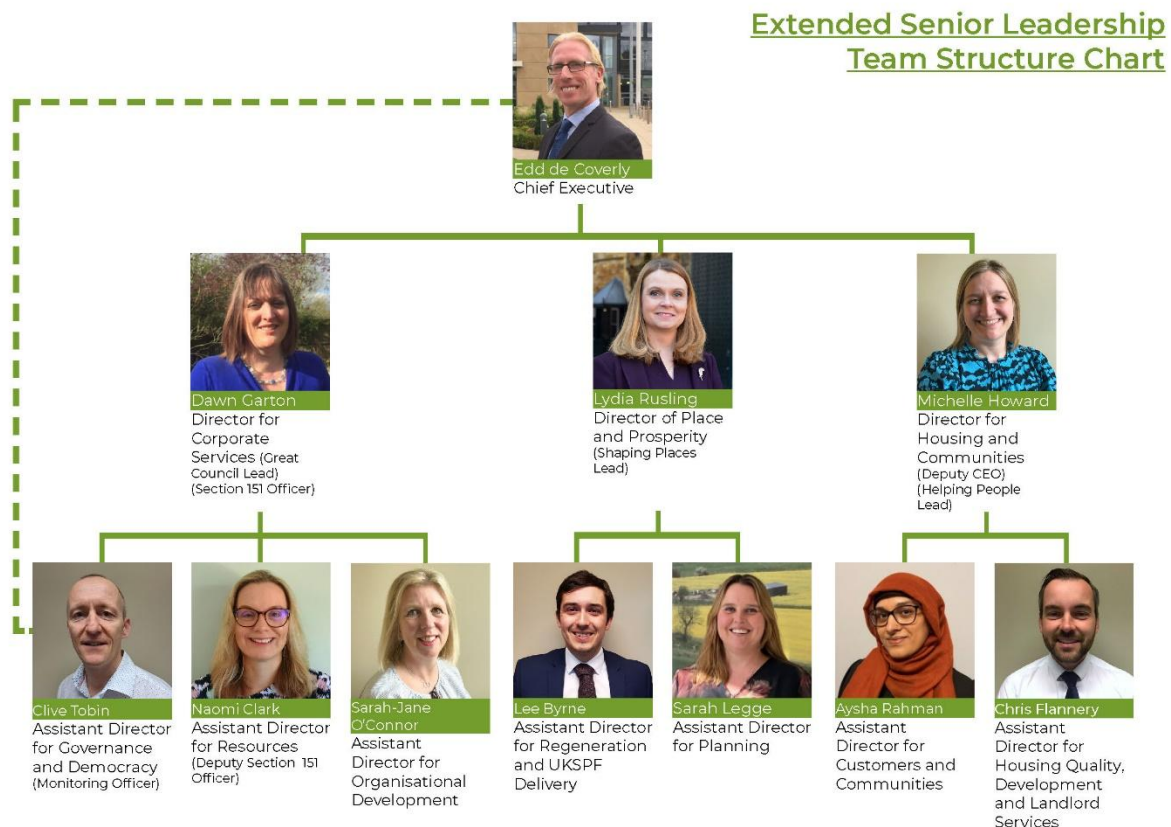 Extended Senior Leadership
Team Structure Chart
Edd de Coverly
Chief Executive
Dawn Garton
Director for
Corporate
Services (Great
Council Lead)
(Section 151 Officer)
Lydia Rusling
Director of Place
and Prosperity
(Shaping Places
Lead)
Michelle Howard
Director for
Housing and
Communities
(Deputy CEO)
(Helping People
Lead)
Clive Tobin
Assistant Director
for Governance
and Democracy
(Monitoring Officer)
Naomi Clark
Assistant Director
for Resources
(Deputy Section 151
Officer)
Sarah-Jane
O'Connor
Assistant
Director for
Organisational
Development
Lee Byrne
Assistant Director
for Regeneration
and UKSPF
Delivery
Sarah Legge
Assistant Director
for Planning
Aysha Rahman
Assistant
Director for
Customers and
Communities
Chris Flannery
Assistant
Director for
Housing Quality,
Development
and Landlord
Services